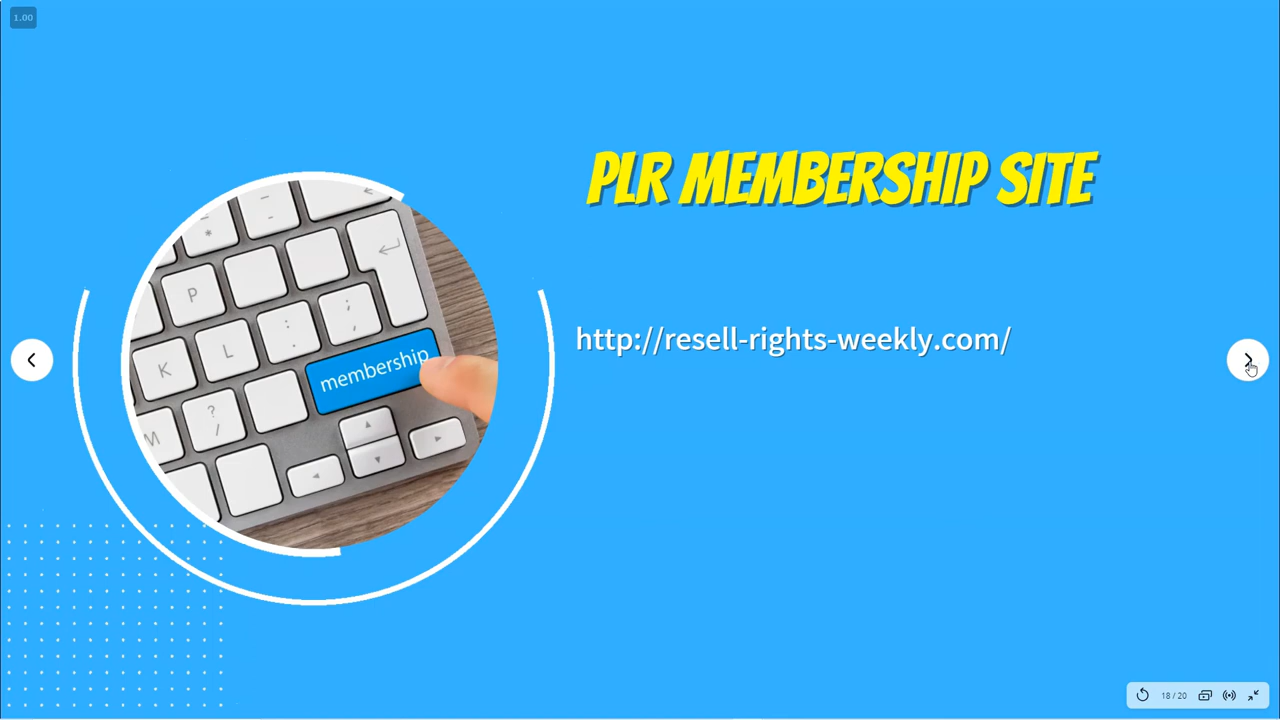 1.00
PLR MEMBERSHIP SITE
http://resell-rights-weekly.com/
P
L
K
M
membership
18 / 20